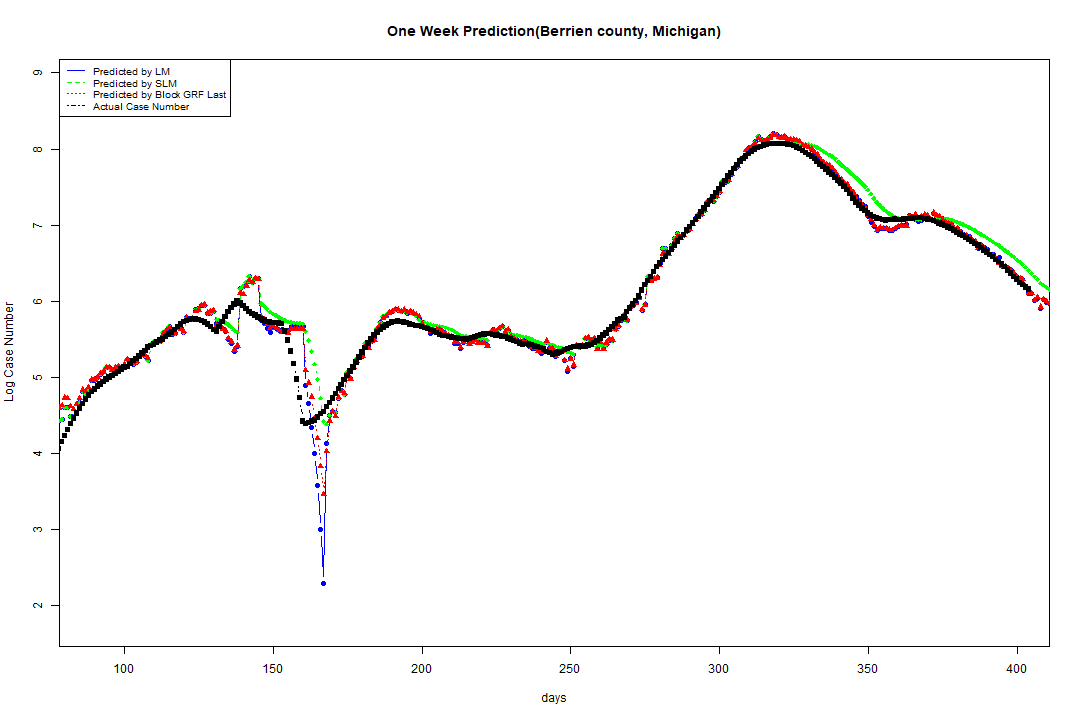 One Week Prediction(Berrien county, Michigan)
Predicted by LM
Predicted by SLM
Predicted by Block GRF Last
Actual Case Number
9
8
7
6
5
4
3
2
Log Case Number
100 150 200 250 300 350 400
days